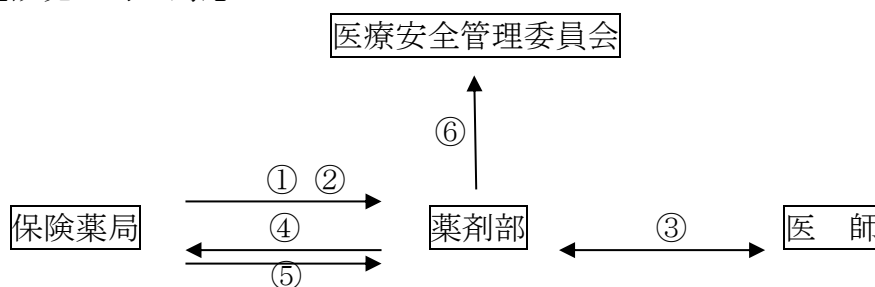 医療安全管理委員会
⑥
① ②
保険薬局
④
薬剤部
③
医 師
⑤